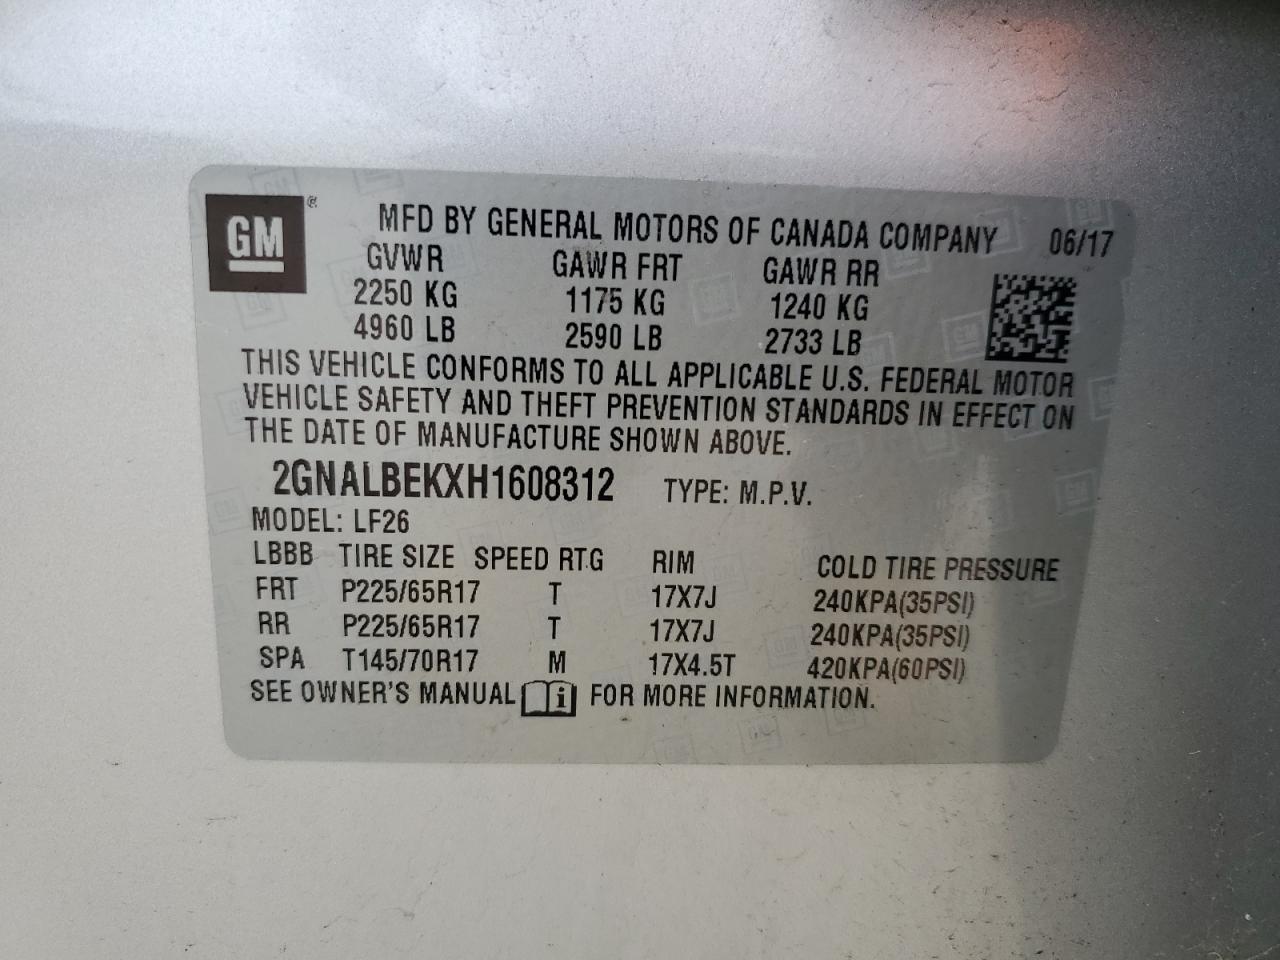 GM ®
MFD BY GENERAL MOTORS OF CANADA COMPANY 06/17
GVWR GAWR FRT GAWR RR
2250 KG 1175 KG 1240 KG
4960 LB 2590 LB 2733 LB
THIS VEHICLE CONFORMS TO ALL APPLICABLE U.S. FEDERAL MOTOR
VEHICLE SAFETY AND THEFT PREVENTION STANDARDS IN EFFECT ON
THE DATE OF MANUFACTURE SHOWN ABOVE.
2GNALBEKXH1608312 TYPE: M.P.V.
MODEL: LF26
LBBB TIRE SIZE SPEED RTG RIM COLD TIRE PRESSURE
FRT P225/65R17 T 17X7J 240KPA(35PSI)
RR P225/65R17 T 17X7J 240KPA(35PSI)
SPA T145/70R17 M 17X4.5T 420KPA(60PSI)
SEE OWNER'S MANUAL i FOR MORE INFORMATION.